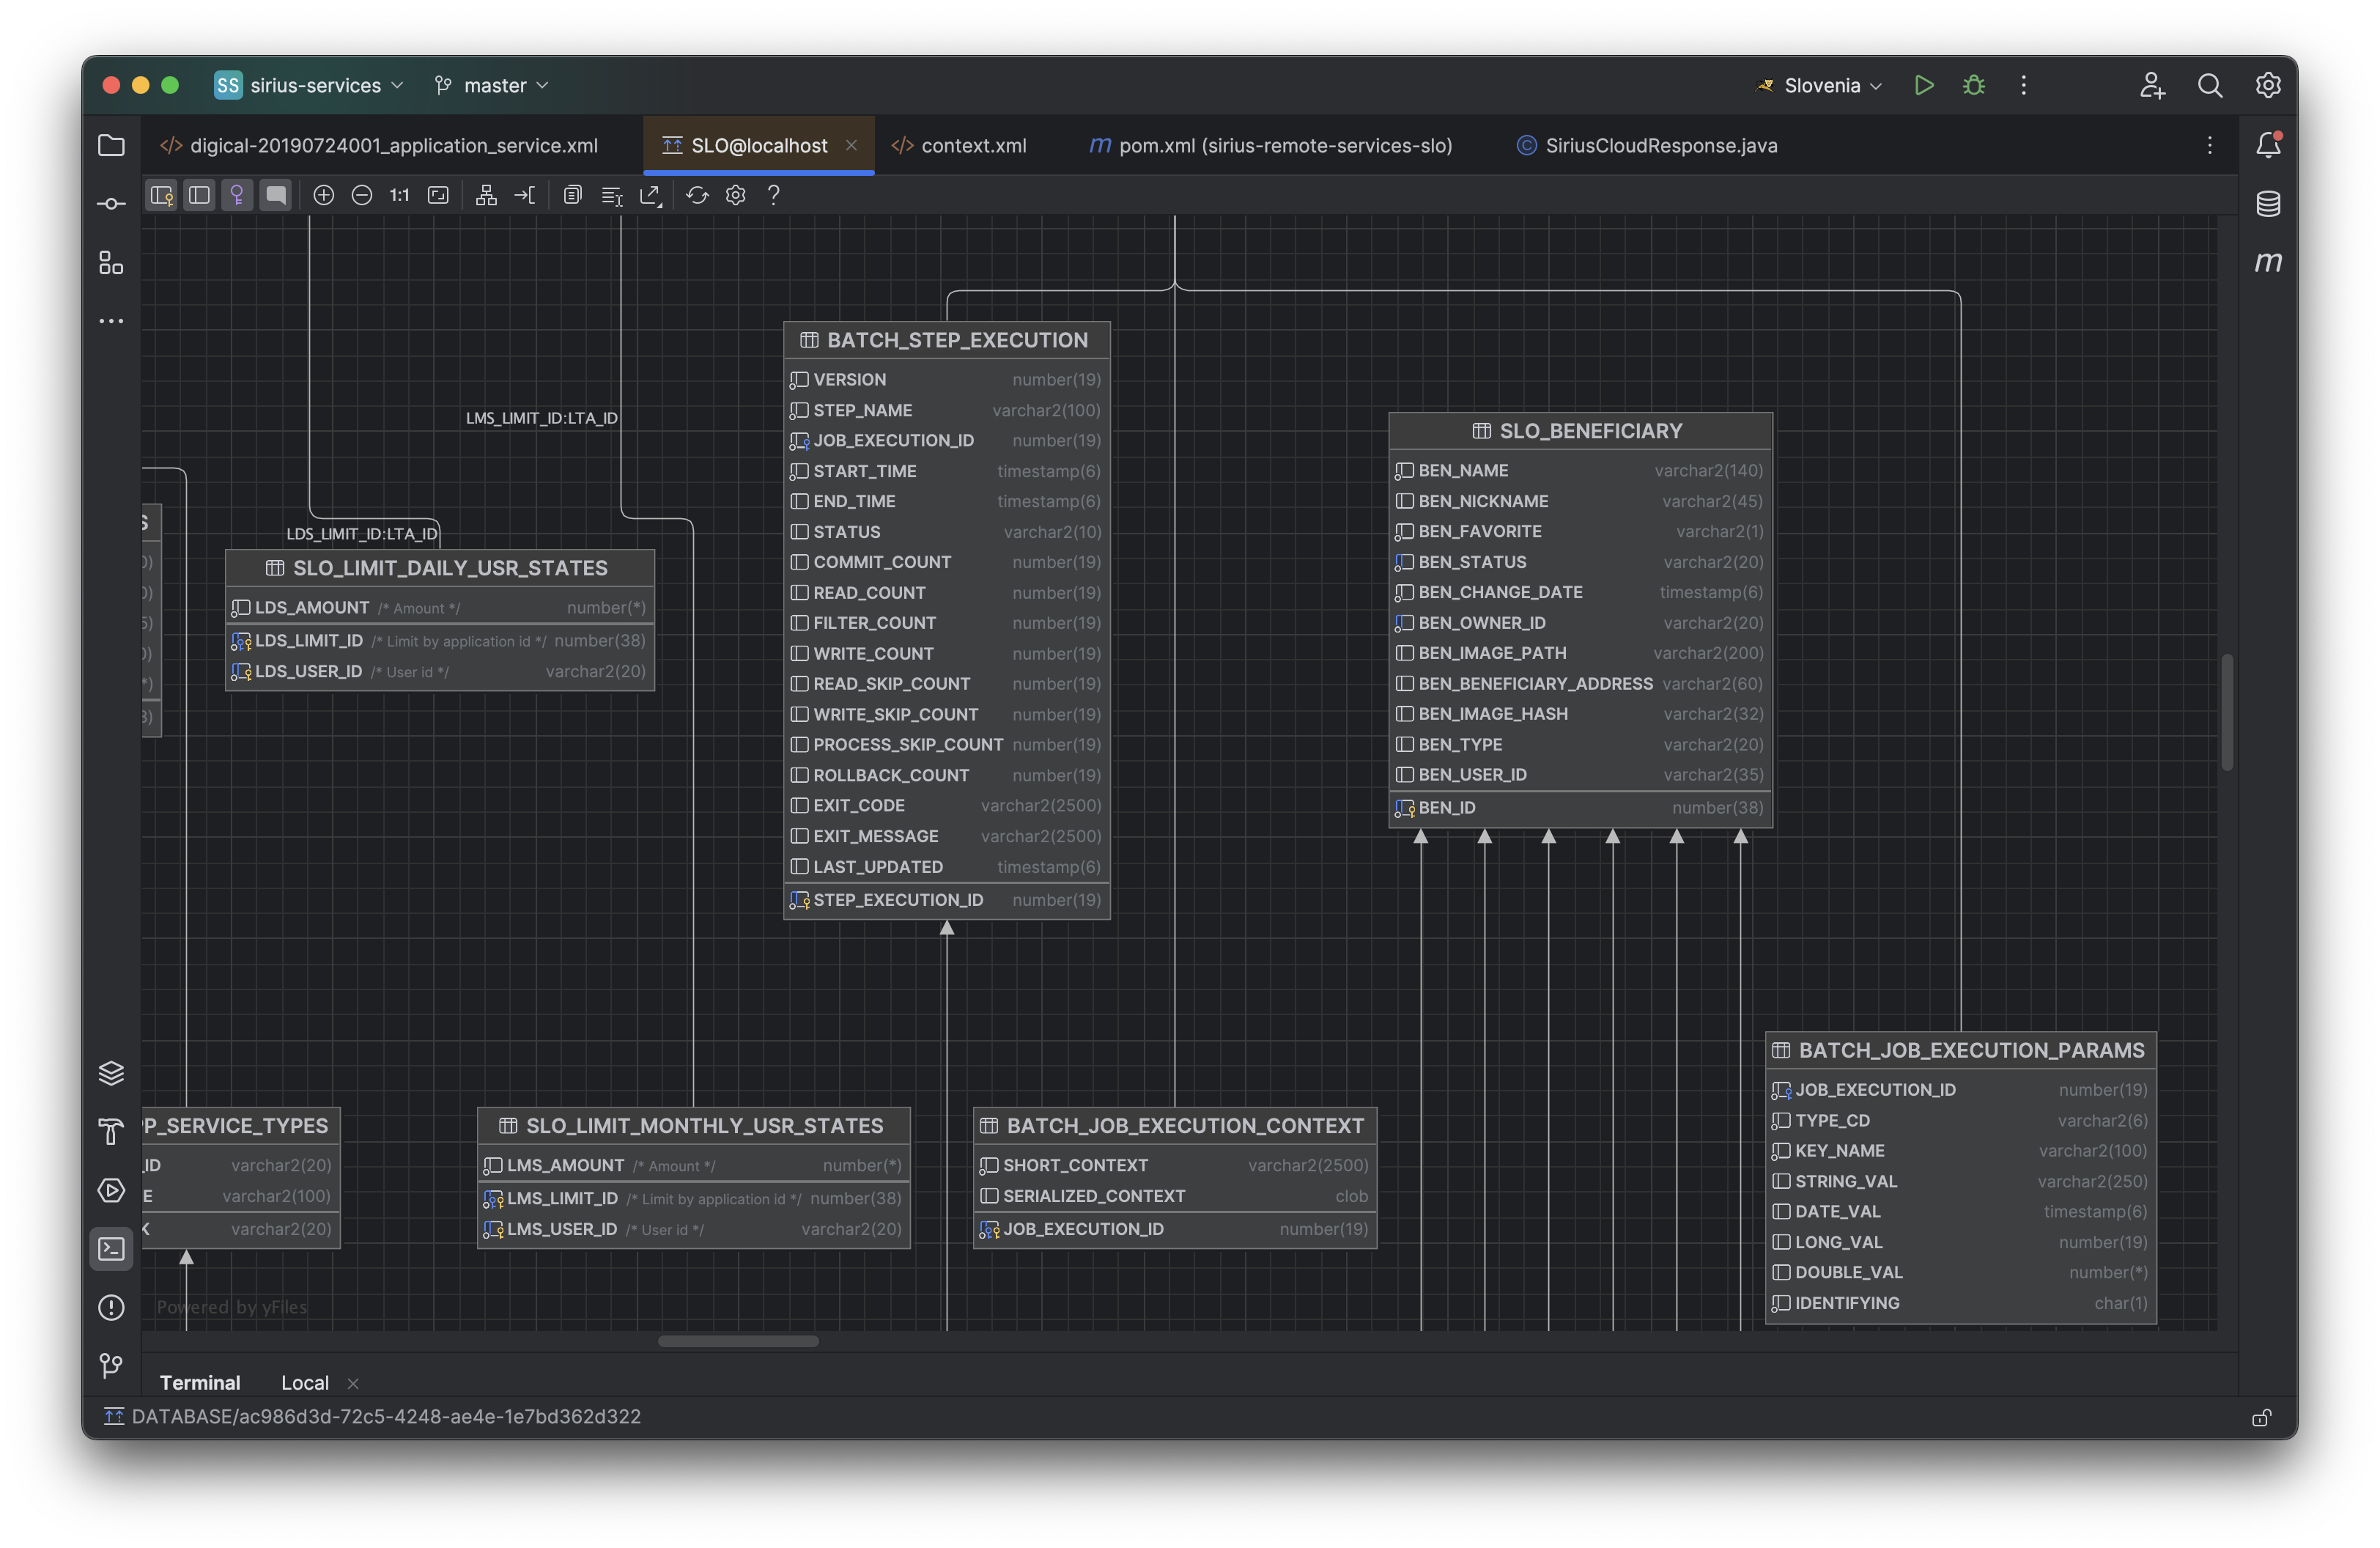 SS sirius-services master Slovenia
digical-20190724001_application_service.xml SLO@localhost context.xml pom.xml (sirius-remote-services-slo) SiriusCloudResponse.java
1:1
LMS_LIMIT_ID:LTA_ID
LDS_LIMIT_ID:LTA_ID
S
SLO_LIMIT_DAILY_USR_STATES
LDS_AMOUNT /* Amount */ number(*)
LDS_LIMIT_ID /* Limit by application id */ number(38)
LDS_USER_ID /* User id */ varchar2(20)
BATCH_STEP_EXECUTION
VERSION number(19)
STEP_NAME varchar2(100)
JOB_EXECUTION_ID number(19)
START_TIME timestamp(6)
END_TIME timestamp(6)
STATUS varchar2(10)
COMMIT_COUNT number(19)
READ_COUNT number(19)
FILTER_COUNT number(19)
WRITE_COUNT number(19)
READ_SKIP_COUNT number(19)
WRITE_SKIP_COUNT number(19)
PROCESS_SKIP_COUNT number(19)
ROLLBACK_COUNT number(19)
EXIT_CODE varchar2(2500)
EXIT_MESSAGE varchar2(2500)
LAST_UPDATED timestamp(6)
STEP_EXECUTION_ID number(19)
SLO_BENEFICIARY
BEN_NAME varchar2(140)
BEN_NICKNAME varchar2(45)
BEN_FAVORITE varchar2(1)
BEN_STATUS varchar2(20)
BEN_CHANGE_DATE timestamp(6)
BEN_OWNER_ID varchar2(20)
BEN_IMAGE_PATH varchar2(200)
BEN_BENEFICIARY_ADDRESS varchar2(60)
BEN_IMAGE_HASH varchar2(32)
BEN_TYPE varchar2(20)
BEN_USER_ID varchar2(35)
BEN_ID number(38)
P_SERVICE_TYPES
_ID varchar2(20)
E varchar2(100)
K varchar2(20)
SLO_LIMIT_MONTHLY_USR_STATES
LMS_AMOUNT /* Amount */ number(*)
LMS_LIMIT_ID /* Limit by application id */ number(38)
LMS_USER_ID /* User id */ varchar2(20)
BATCH_JOB_EXECUTION_CONTEXT
SHORT_CONTEXT varchar2(2500)
SERIALIZED_CONTEXT clob
JOB_EXECUTION_ID number(19)
BATCH_JOB_EXECUTION_PARAMS
JOB_EXECUTION_ID number(19)
TYPE_CD varchar2(6)
KEY_NAME varchar2(100)
STRING_VAL varchar2(250)
DATE_VAL timestamp(6)
LONG_VAL number(19)
DOUBLE_VAL number(*)
IDENTIFYING char(1)
Powered by yFiles
Terminal Local
DATABASE/ac986d3d-72c5-4248-ae4e-1e7bd362d322